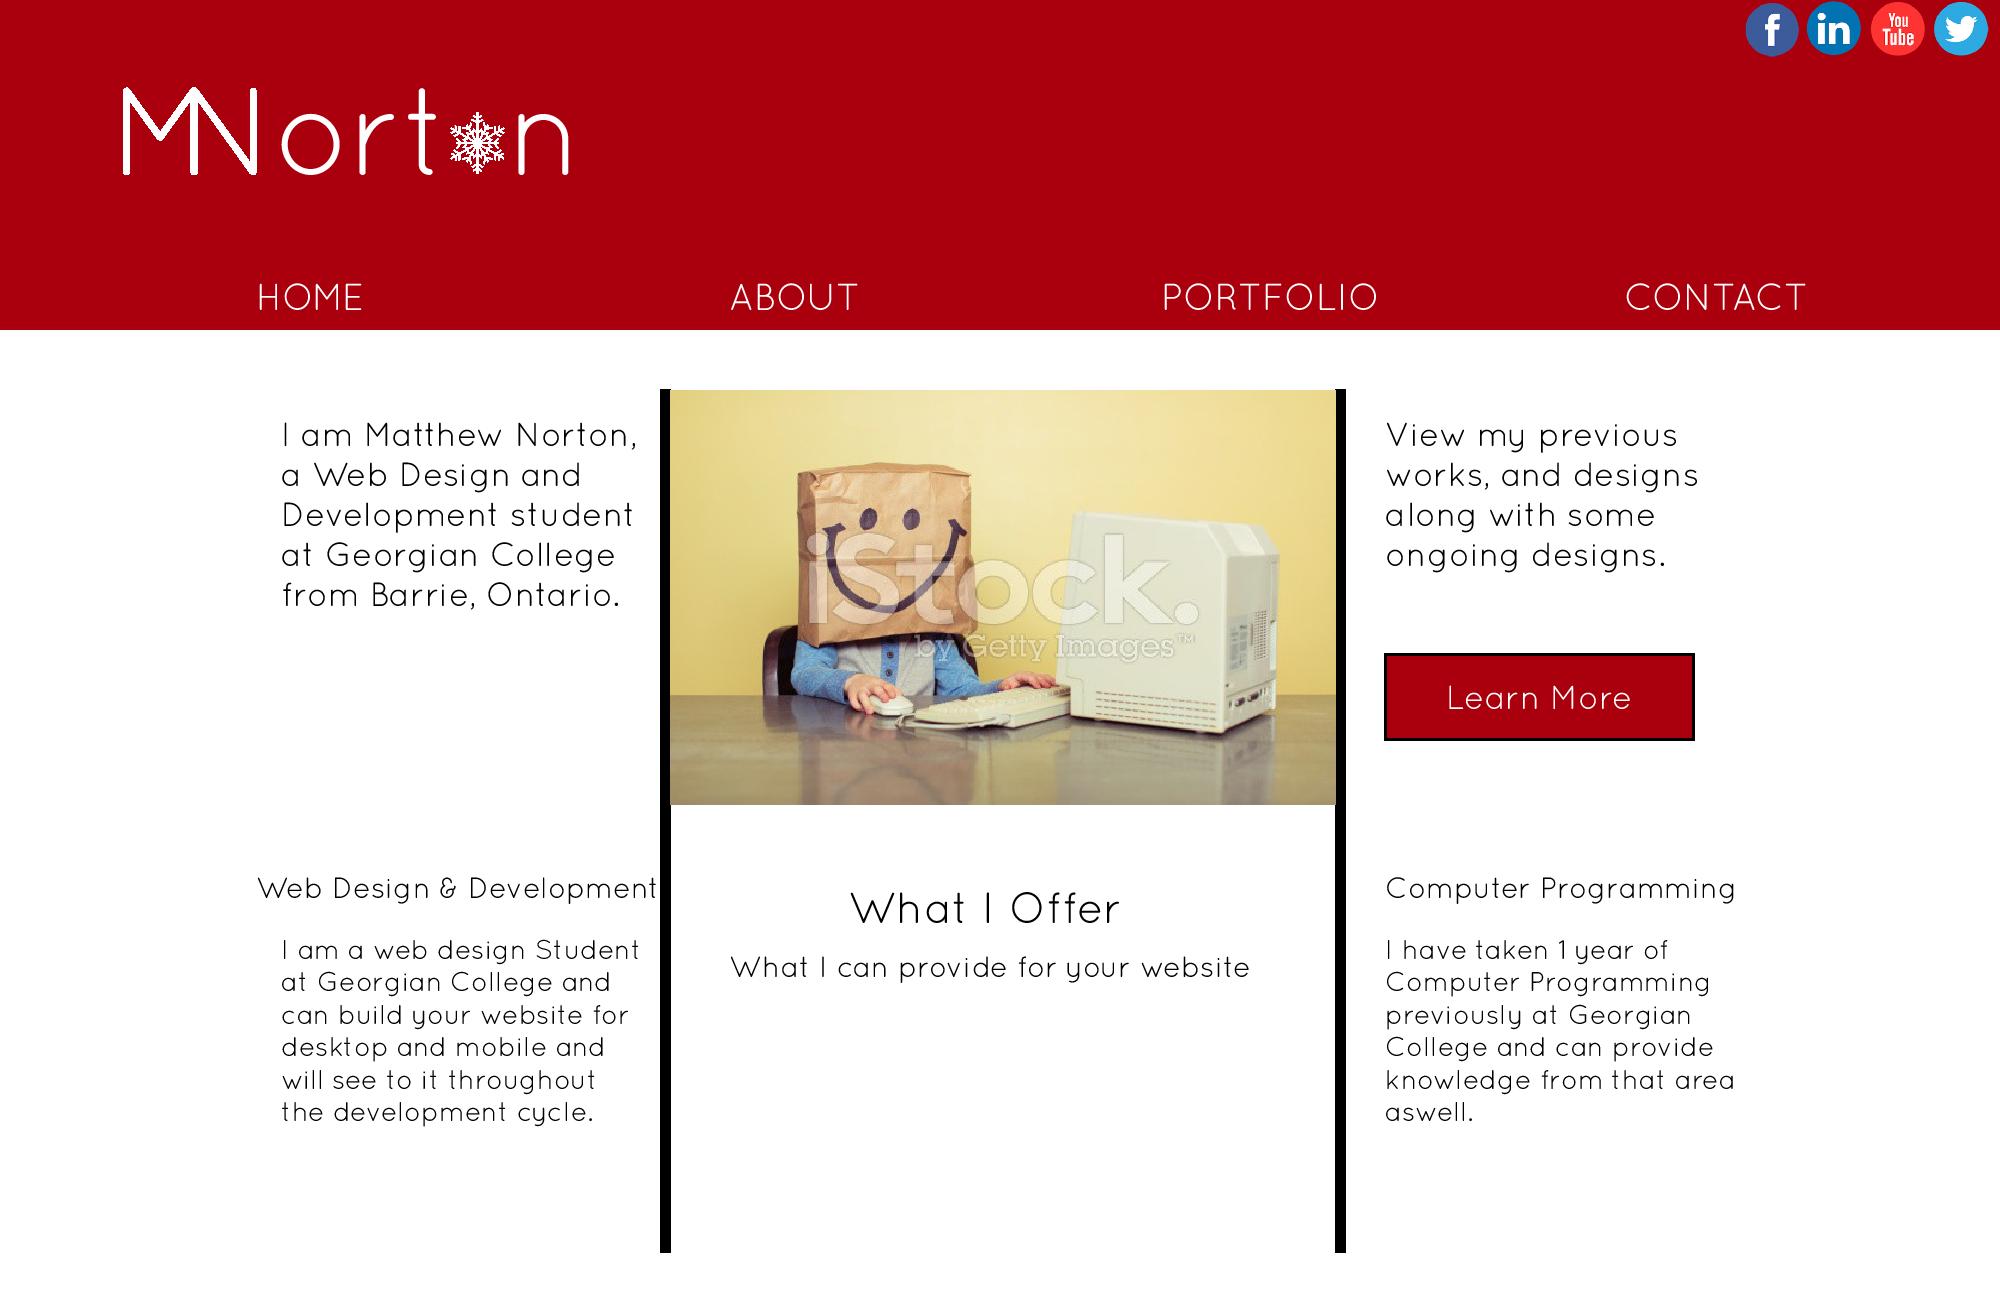 f in You Tube
MNorton
HOME ABOUT PORTFOLIO CONTACT
I am Matthew Norton,
a Web Design and
Development student
at Georgian College
from Barrie, Ontario.
iStock.
by Getty Images™
View my previous
works, and designs
along with some
ongoing designs.
Learn More
Web Design & Development
I am a web design Student
at Georgian College and
can build your website for
desktop and mobile and
will see to it throughout
the development cycle.
What I Offer
What I can provide for your website
Computer Programming
I have taken 1 year of
Computer Programming
previously at Georgian
College and can provide
knowledge from that area
aswell.